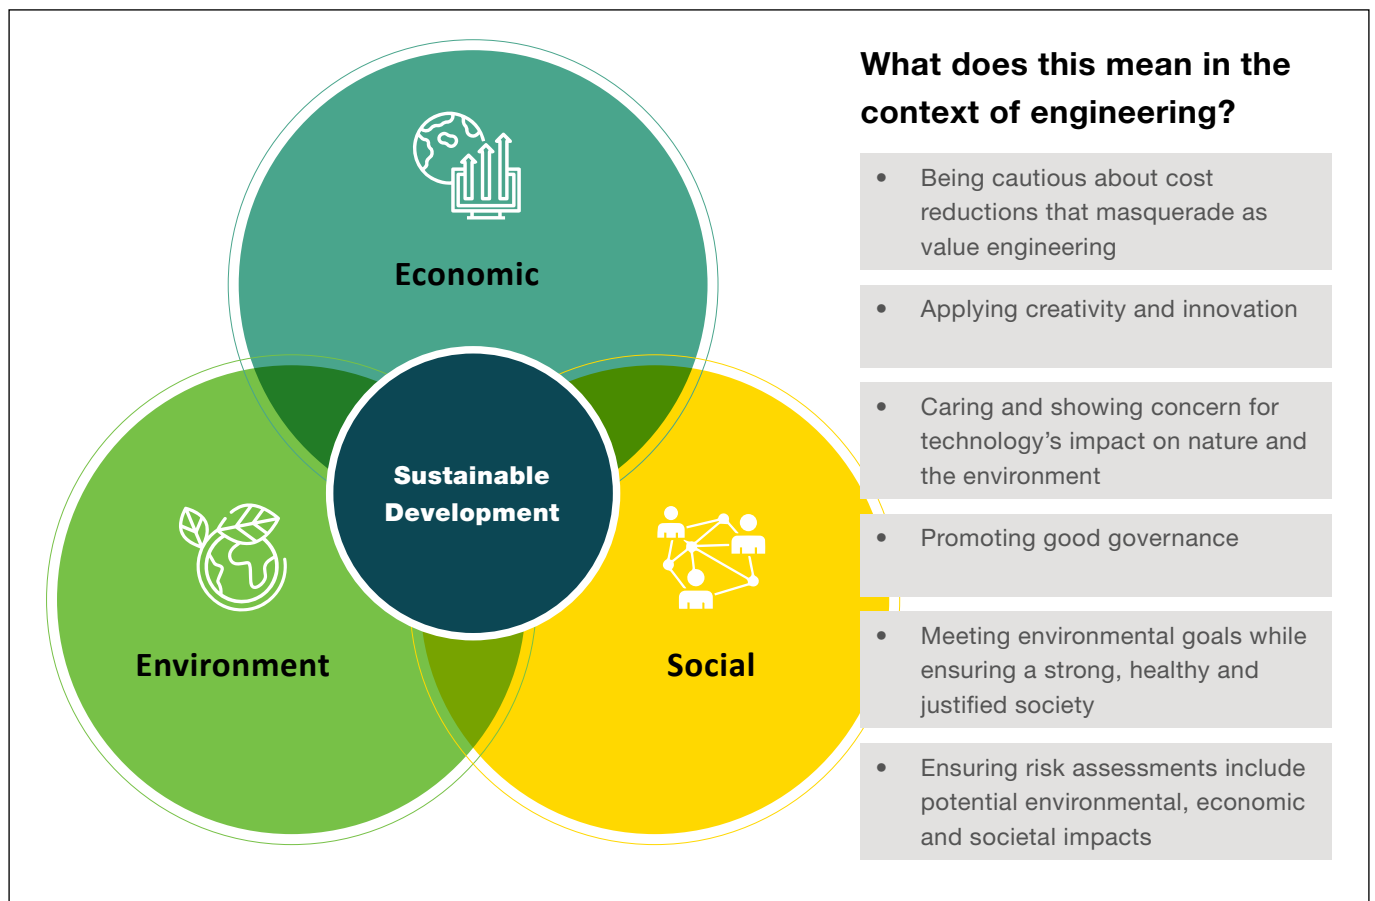 Economic
Sustainable
Development
Environment
Social
What does this mean in the
context of engineering?
• Being cautious about cost
reductions that masquerade as
value engineering
• Applying creativity and innovation
• Caring and showing concern for
technology’s impact on nature and
the environment
• Promoting good governance
• Meeting environmental goals while
ensuring a strong, healthy and
justified society
• Ensuring risk assessments include
potential environmental, economic
and societal impacts